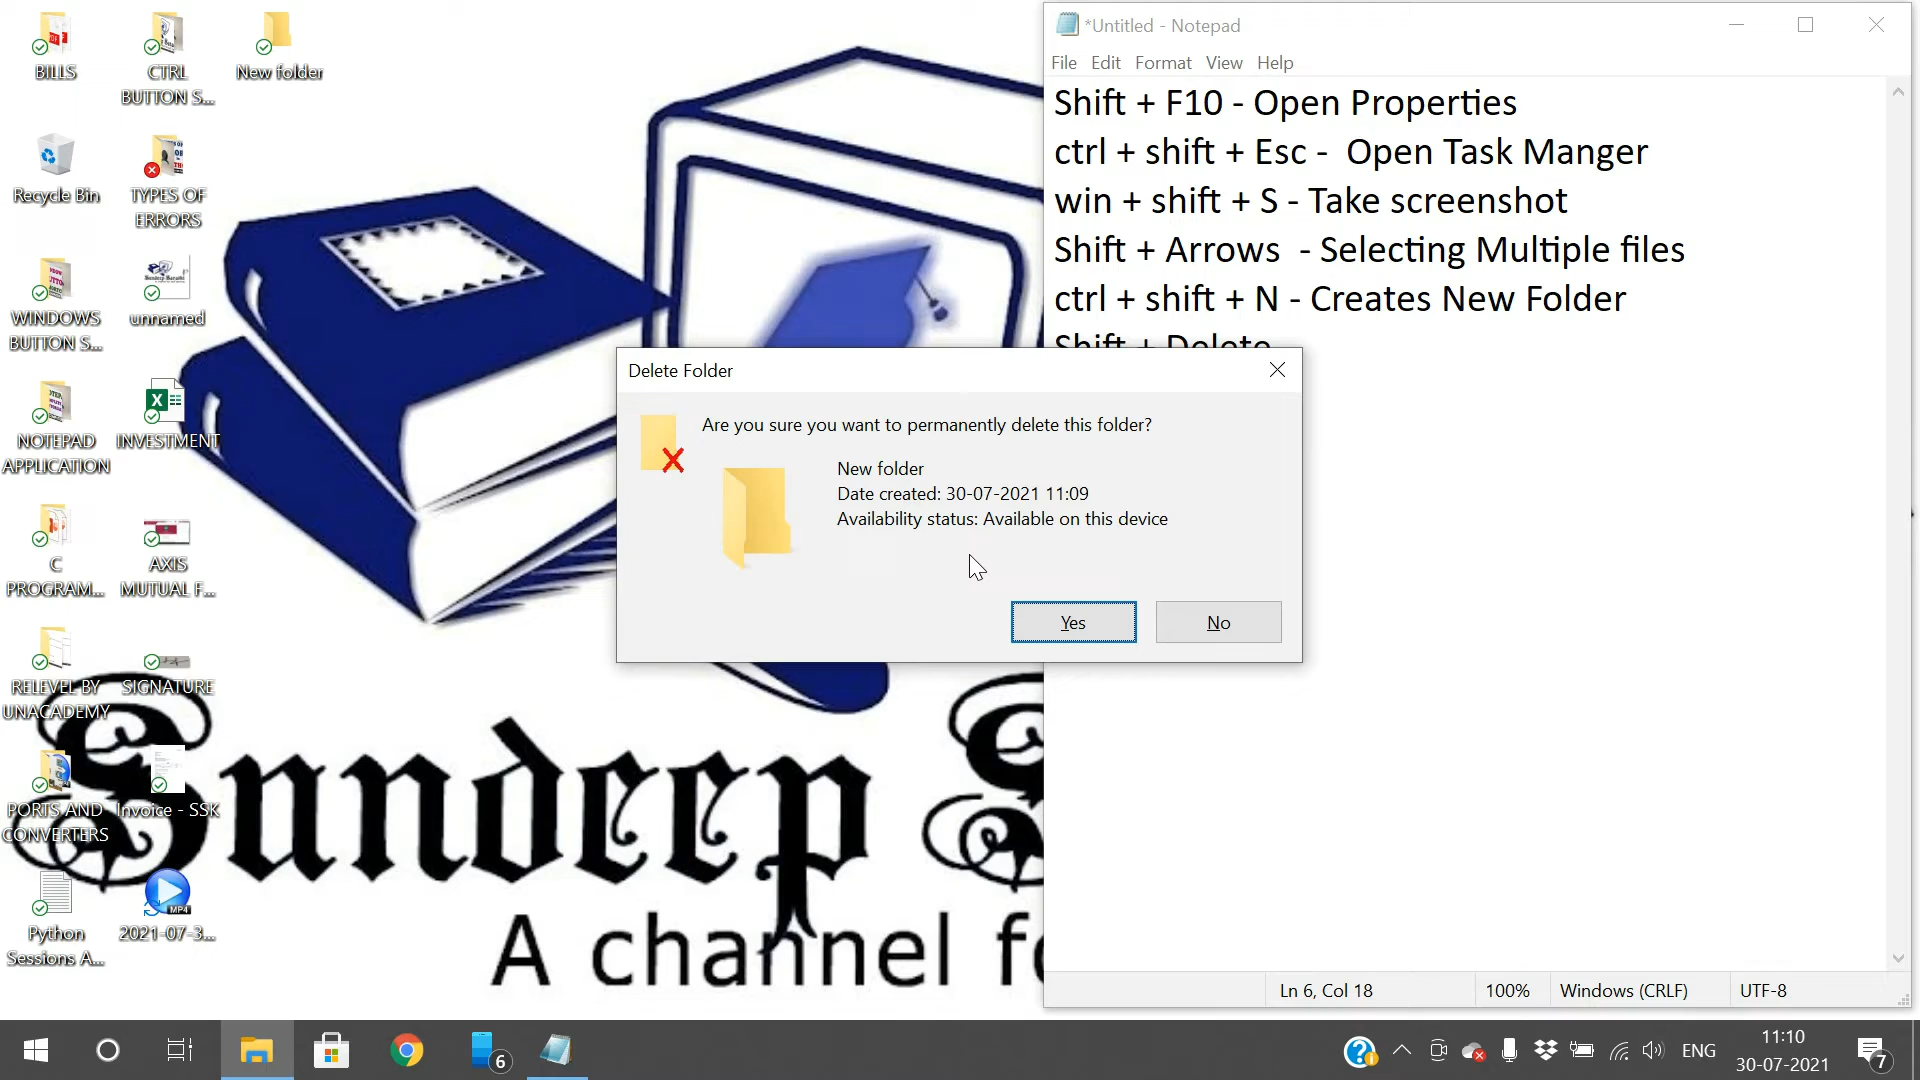 BILLS
CTRL
BUTTON S...
New folder
Recycle Bin
TYPES OF
ERRORS
WINDOWS
BUTTON S...
unnamed
NOTEPAD
APPLICATION
INVESTMENT
C
PROGRAM...
AXIS
MUTUAL F...
RELEVEL BY
UNACADEMY
SIGNATURE
PORTS AND
CONVERTERS
Invoice - SSK
Python
Sessions A...
2021-07-3...
Sundeep S
A channel fo
*Untitled - Notepad
File Edit Format View Help
Shift + F10 - Open Properties
ctrl + shift + Esc -  Open Task Manger
win + shift + S - Take screenshot
Shift + Arrows  - Selecting Multiple files
ctrl + shift + N - Creates New Folder
Shift + Delete
Delete Folder
Are you sure you want to permanently delete this folder?
New folder
Date created: 30-07-2021 11:09
Availability status: Available on this device
Yes
No
Ln 6, Col 18
100%
Windows (CRLF)
UTF-8
6
ENG
11:10
30-07-2021
7